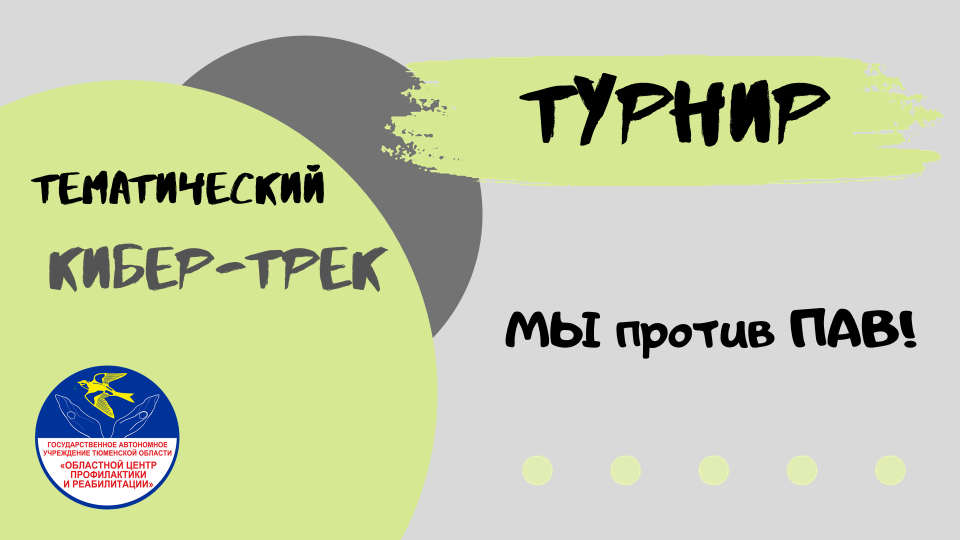 ТУРНИР
ТЕМАТИЧЕСКИЙ
КИБЕР-ТРЕК
МЫ против ПАВ!
ГОСУДАРСТВЕННОЕ АВТОНОМНОЕ
УЧРЕЖДЕНИЕ ТЮМЕНСКОЙ ОБЛАСТИ
«ОБЛАСТНОЙ ЦЕНТР
ПРОФИЛАКТИКИ
И РЕАБИЛИТАЦИИ»